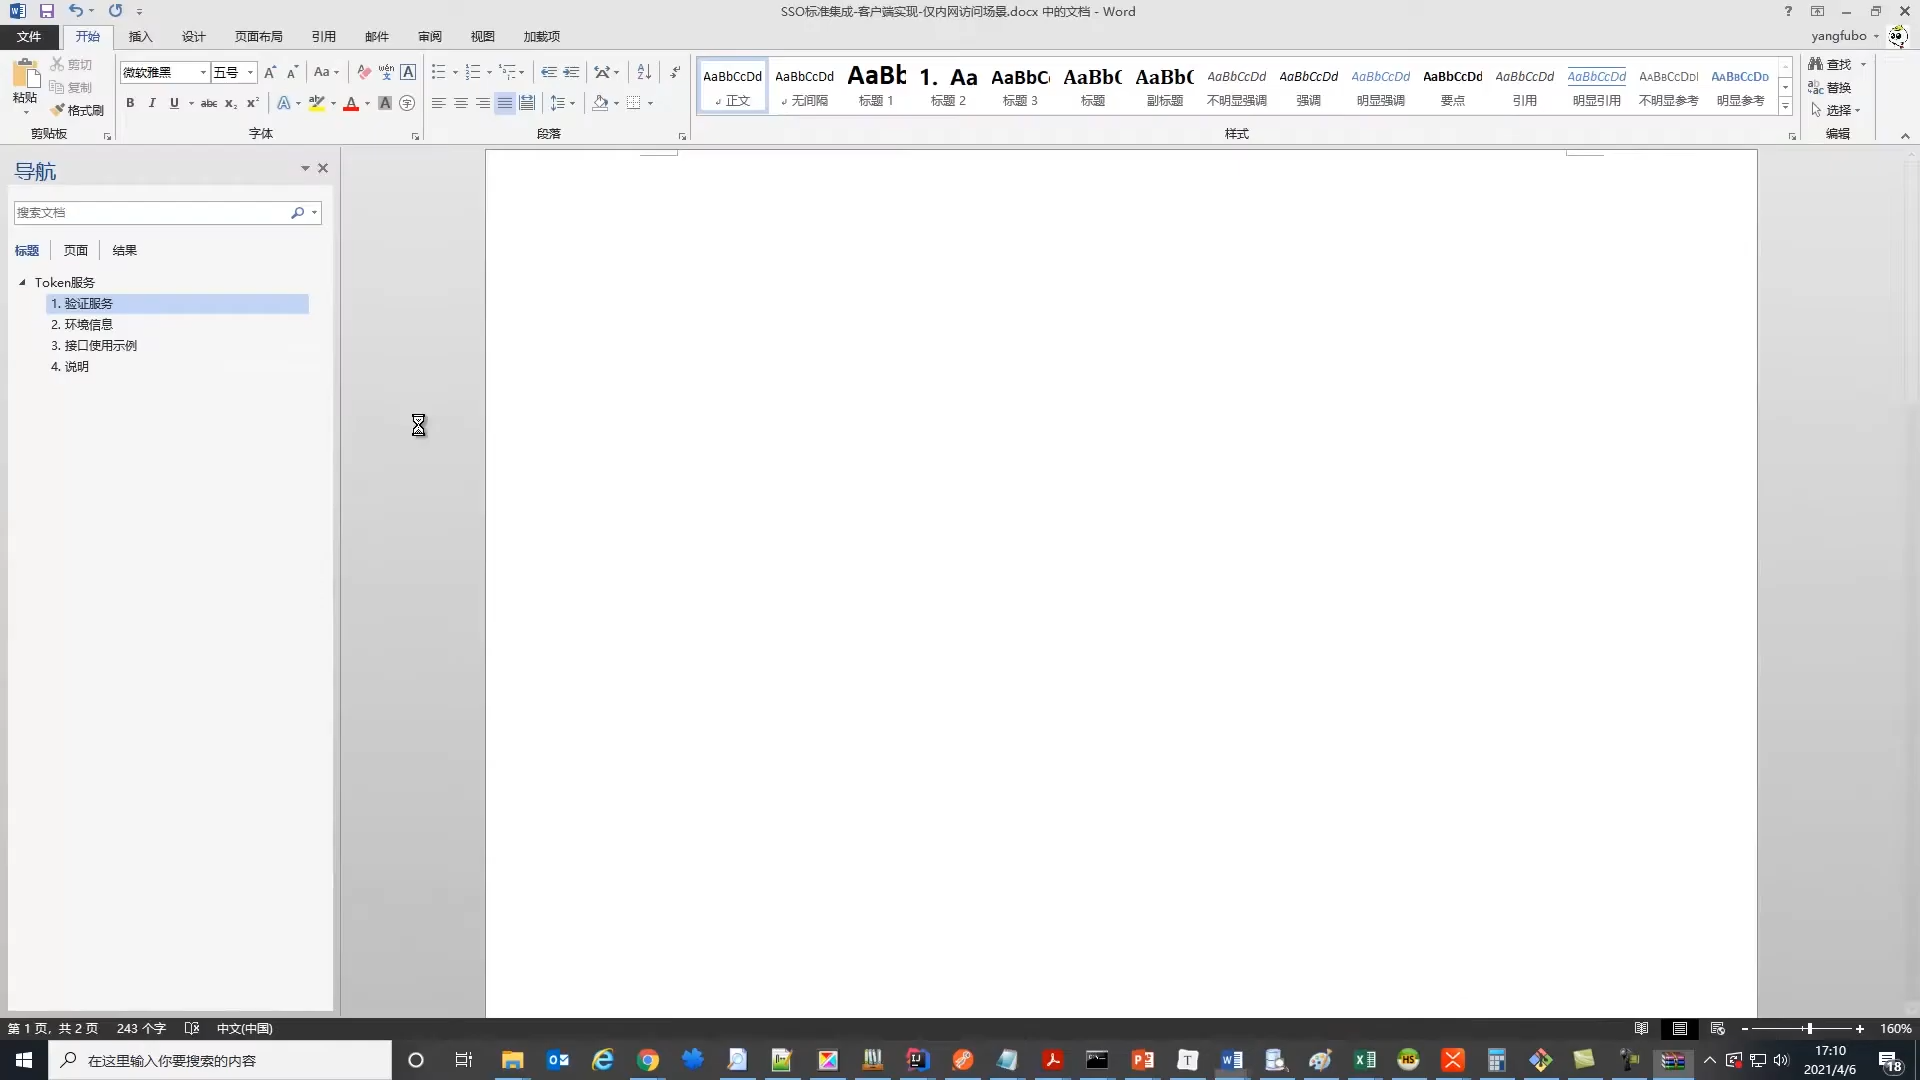 SSO标准集成-客户端实现-仅内网访问场景.docx 中的文档 - Word
文件 开始 插入 设计 页面布局 引用 邮件 审阅 视图 加载项
yangfubo
粘贴
剪切
复制
格式刷
剪贴板
微软雅黑 五号
字体
段落
AaBbCcDd AaBbCcDd AaBb 1. Aa AaBbC AaBbC AaBbC AaBbCcDd AaBbCcDd AaBbCcDd AaBbCcDd AaBbCcDd AaBbCcDd AaBbCcDd AaBbCcDd
正文 无间隔 标题 1 标题 2 标题 3 标题 副标题 不明显强调 强调 明显强调 要点 引用 明显引用 不明显参考 明显参考
样式
查找
替换
选择
编辑
导航
搜索文档
标题 页面 结果
Token服务
1. 验证服务
2. 环境信息
3. 接口使用示例
4. 说明
第 1 页，共 2 页 243 个字 中文(中国)
160%
在这里输入你要搜索的内容
17:10
2021/4/6
18